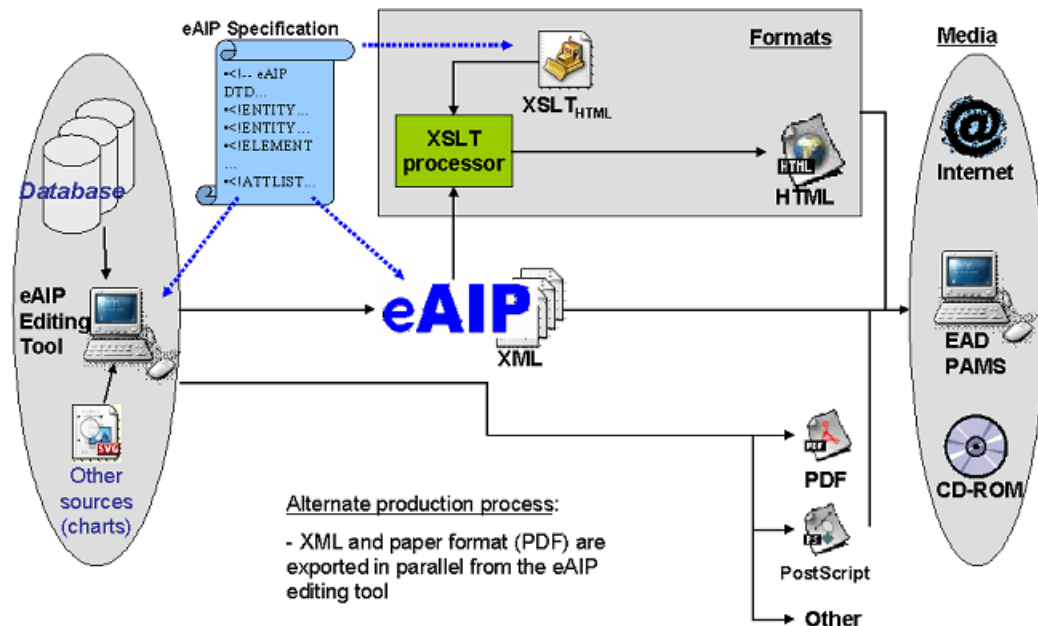 eAIP Specification
•<!-- eAIP
DTD...
•<!ENTITY...
•<!ENTITY...
•<!ELEMENT
...
•<!ATTLIST...
Formats
Media
XSLTHTML
XSLT
processor
HTML
HTML
Database
eAIP
Editing
Tool
SVG
Other
sources
(charts)
eAIP
XML
@
Internet
EAD
PAMS
CD-ROM
PDF
PDF
PS
PostScript
Other
Alternate production process:
- XML and paper format (PDF) are
exported in parallel from the eAIP
editing tool